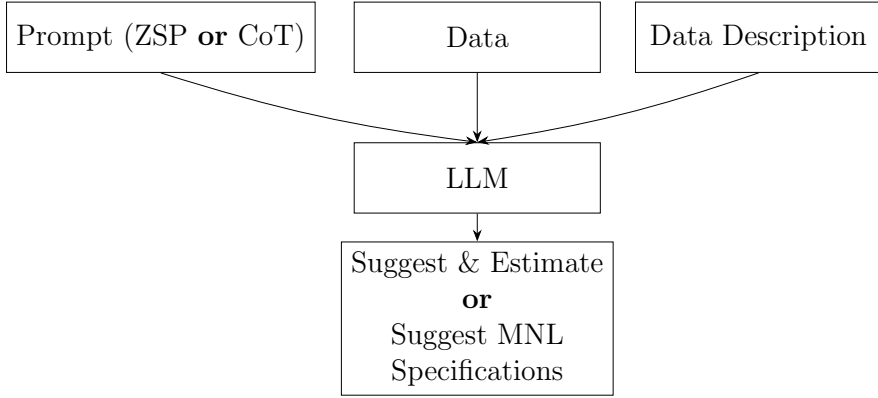 Prompt (ZSP or CoT)
Data
Data Description
LLM
Suggest & Estimate
or
Suggest MNL
Specifications